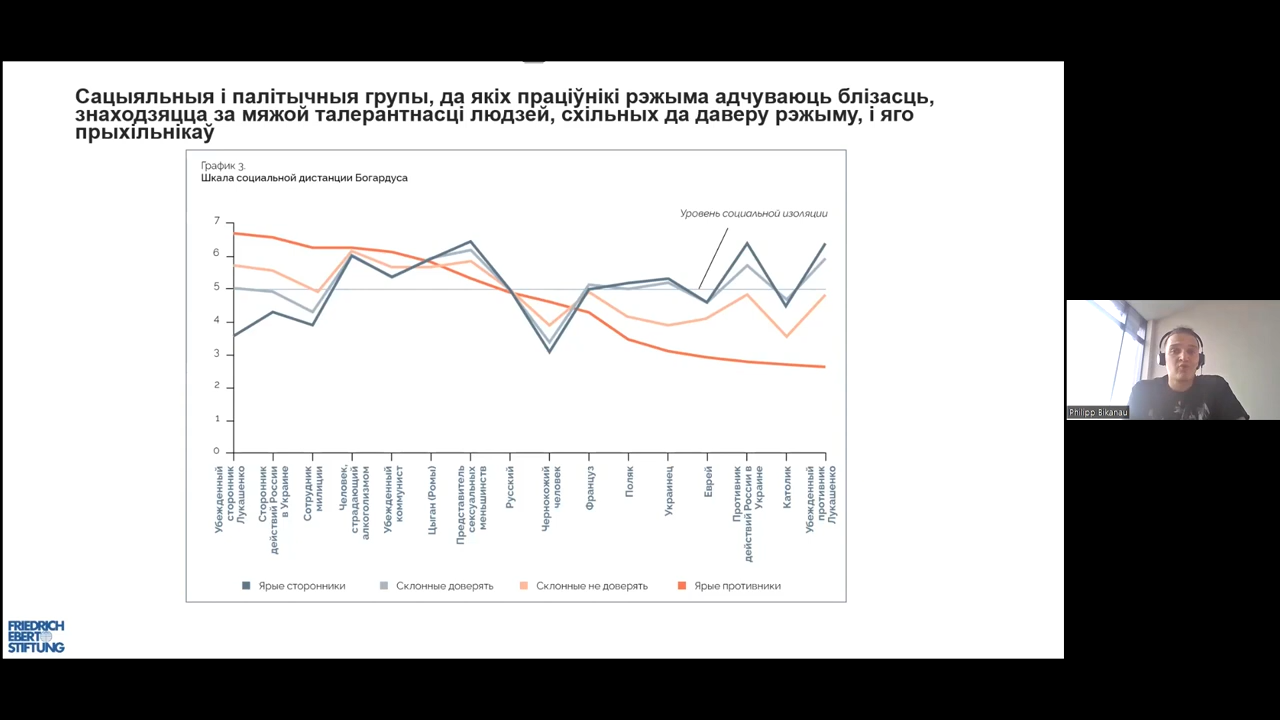 Сацыяльныя і палітычныя групы, да якіх праціўнікі рэжыма адчуваюць блізасць,
знаходзяцца за мяжой талерантнасці людзей, схільных да даверу рэжыму, і яго
прыхільнікаў
График 3.
Шкала социальной дистанции Богардуса
Уровень социальной изоляции
7
6
5
4
3
2
1
0
Убежденный
сторонник
Лукашенко
Сторонник
действий России
в Украине
Сотрудник
милиции
Человек,
страдающий
алкоголизмом
Убежденный
коммунист
Цыган (Ромы)
Представитель
сексуальных
меньшинств
Русский
Чернокожий
человек
Француз
Поляк
Украинец
Еврей
Противник
действий России в
Украине
Католик
Убежденный
противник
Лукашенко
Ярые сторонники
Склонные доверять
Склонные не доверять
Ярые противники
FRIEDRICH
EBERT
STIFTUNG
Philipp Bikanau